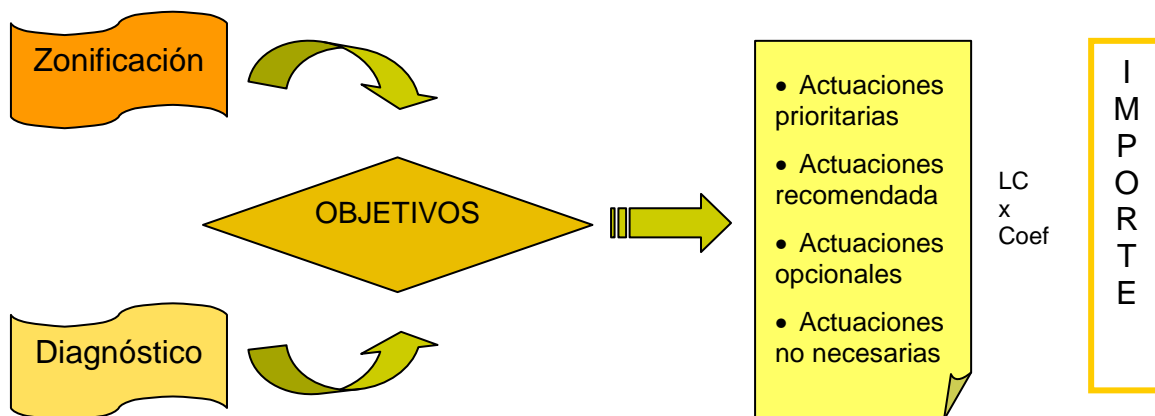 Zonificación
Diagnóstico
OBJETIVOS
• Actuaciones
prioritarias
• Actuaciones
recomendada
• Actuaciones
opcionales
• Actuaciones
no necesarias
LC
x
Coef
I
M
P
O
R
T
E